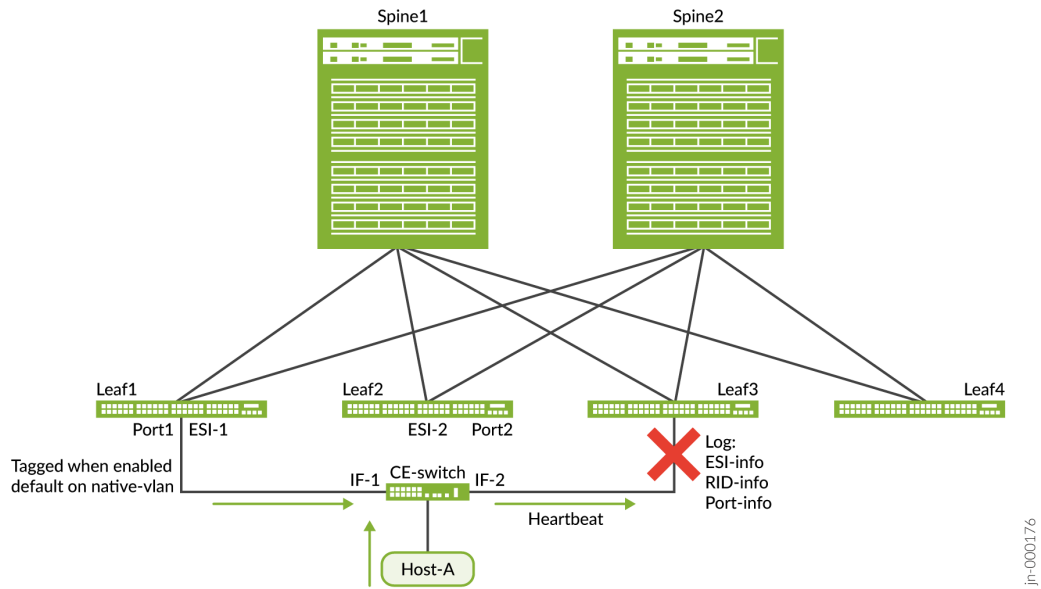 Spine1
Spine2
Leaf1
Leaf2
Leaf3
Leaf4
Port1
ESI-1
ESI-2
Port2
Log:
ESI-info
RID-info
Port-info
Tagged when enabled
default on native-vlan
IF-1
CE-switch
IF-2
Heartbeat
Host-A
jn-000176